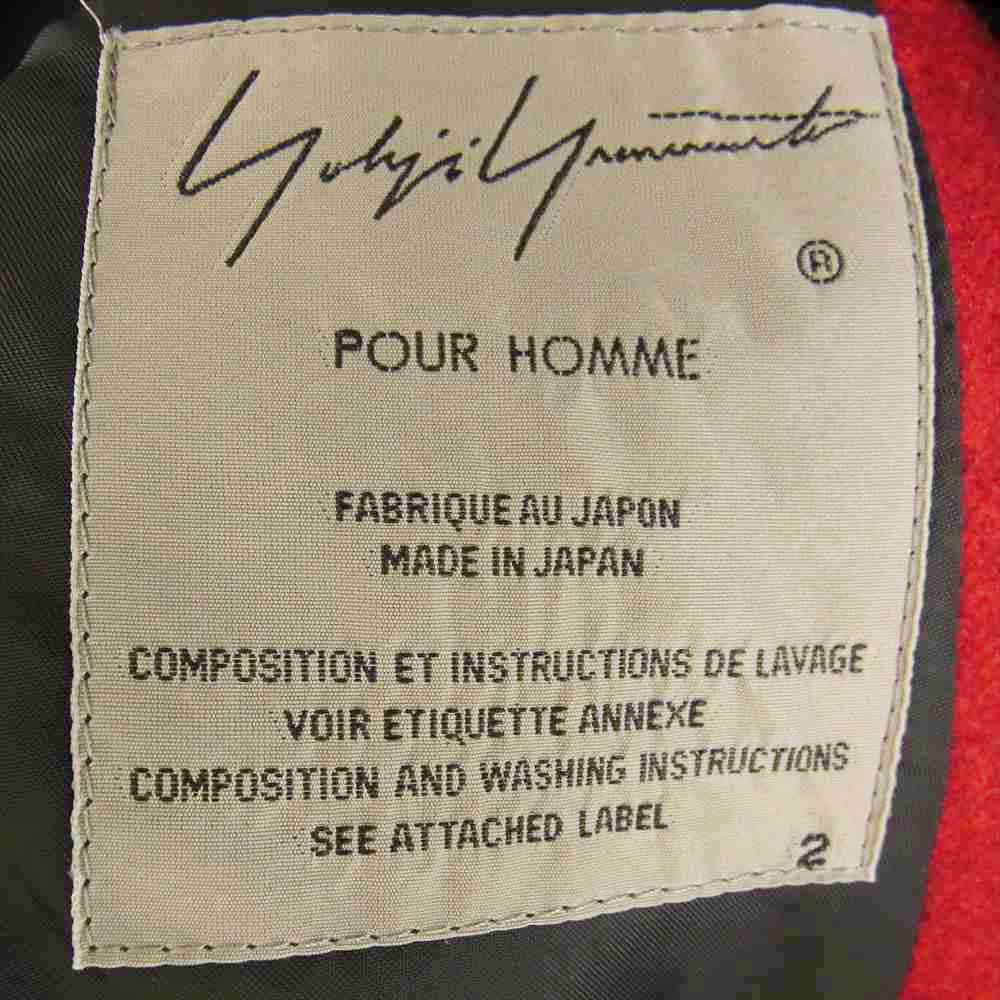 Yohji Yamamoto
®
POUR HOMME
FABRIQUE AU JAPON
MADE IN JAPAN
COMPOSITION ET INSTRUCTIONS DE LAVAGE
VOIR ETIQUETTE ANNEXE
COMPOSITION AND WASHING INSTRUCTIONS
SEE ATTACHED LABEL
2